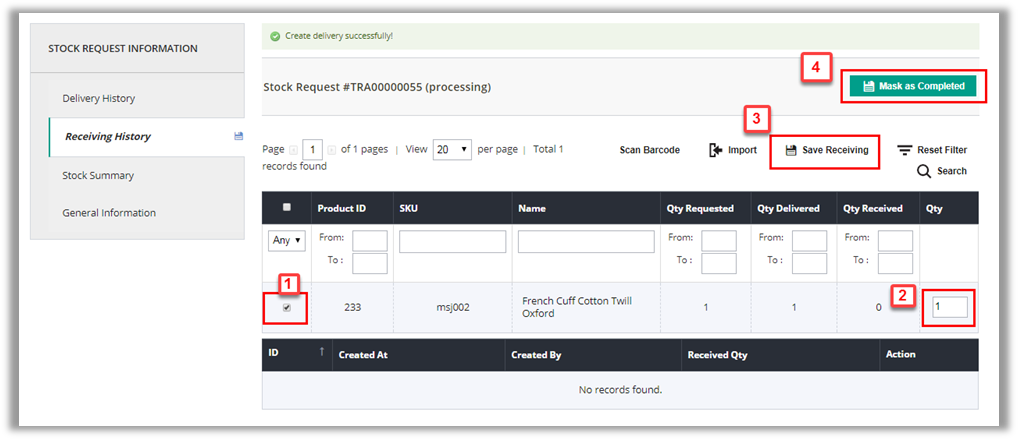 STOCK REQUEST INFORMATION
Delivery History
Receiving History
Stock Summary
General Information
Create delivery successfully!
Stock Request #TRA00000055 (processing)
4
Mask as Completed
3
Page 1 of 1 pages | View 20 per page | Total 1
records found
Scan Barcode
Import
Save Receiving
Reset Filter
Search
Product ID SKU Name Qty Requested Qty Delivered Qty Received Qty
Any From: From: From: From:
To : To : To : To :
1
2
233 msj002 French Cuff Cotton Twill
Oxford 1 1 0 1
ID ↑ Created At Created By Received Qty Action
No records found.